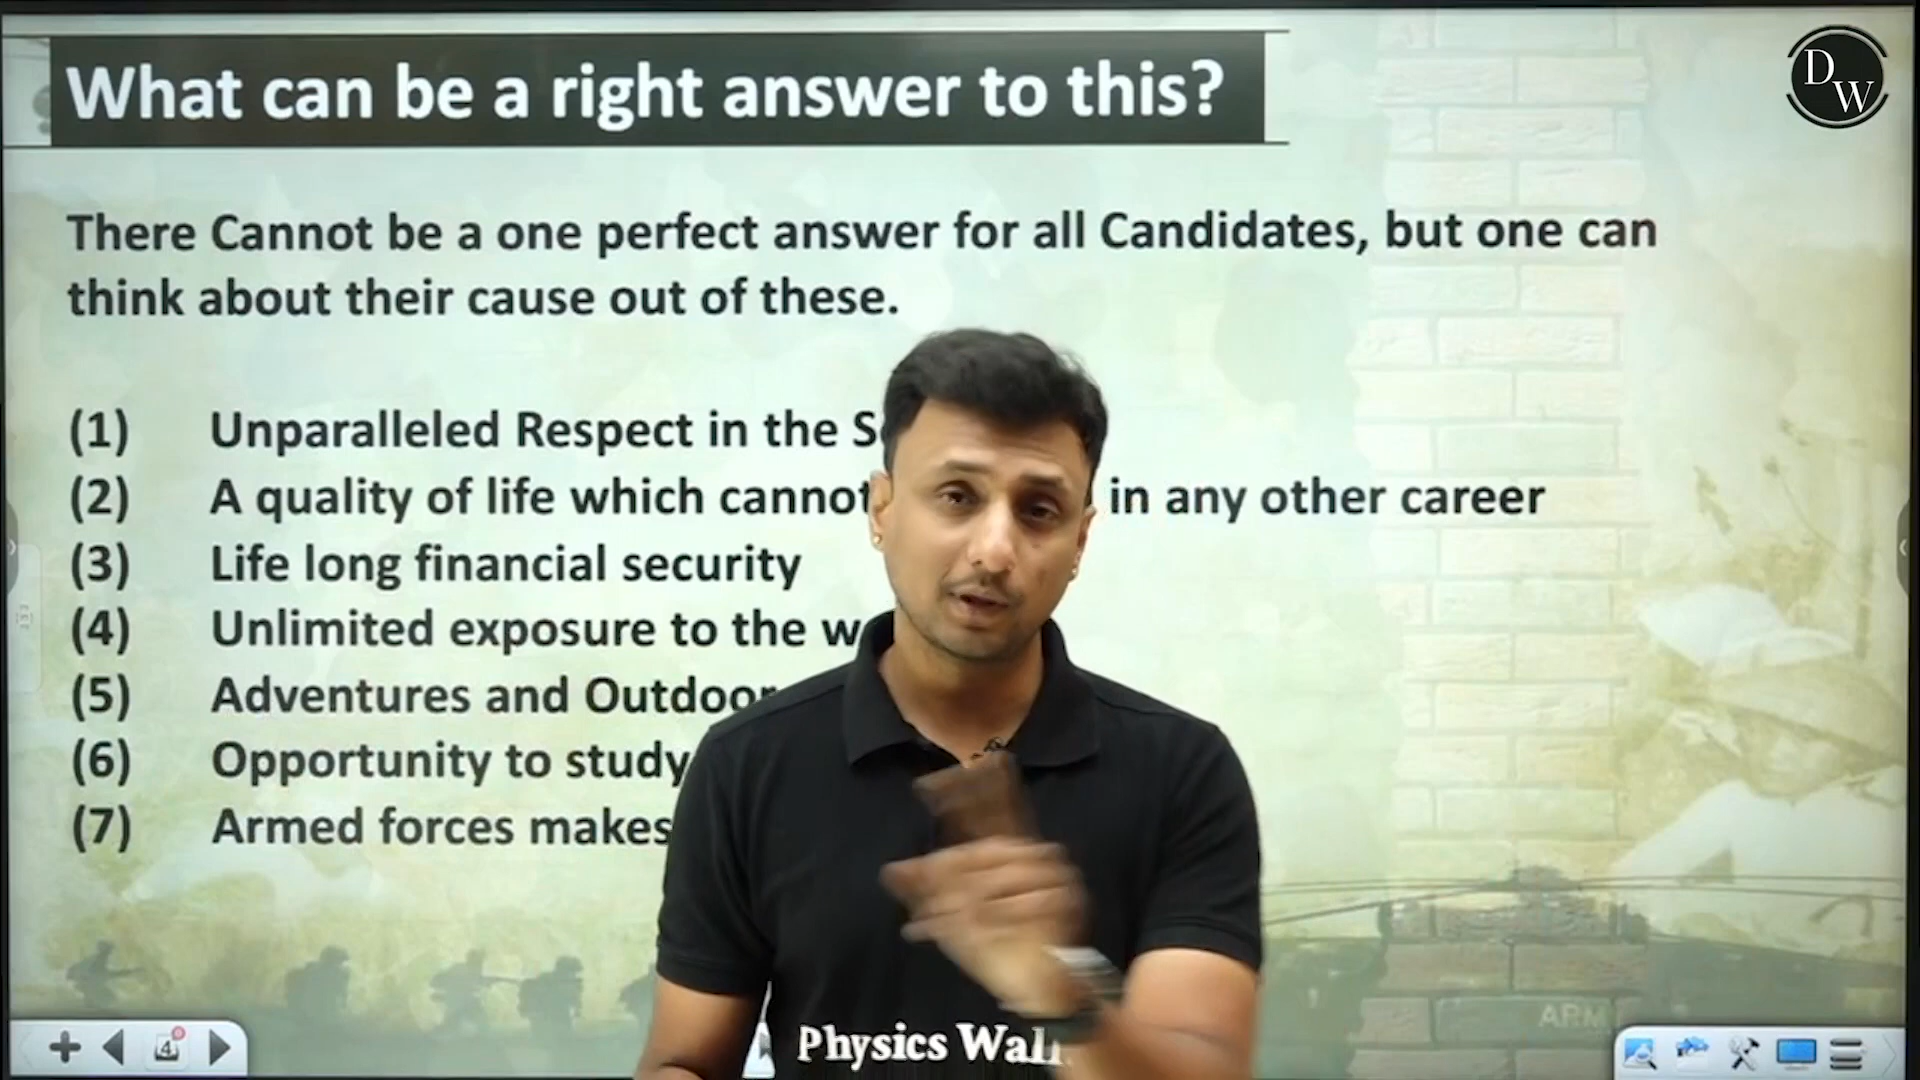 What can be a right answer to this?
D
W
There Cannot be a one perfect answer for all Candidates, but one can
think about their cause out of these.
(1) Unparalleled Respect in the
(2) A quality of life which cannot in any other career
(3) Life long financial security
(4) Unlimited exposure to the
(5) Adventures and Outdoor
(6) Opportunity to study
(7) Armed forces makes
ARM
4
Physics